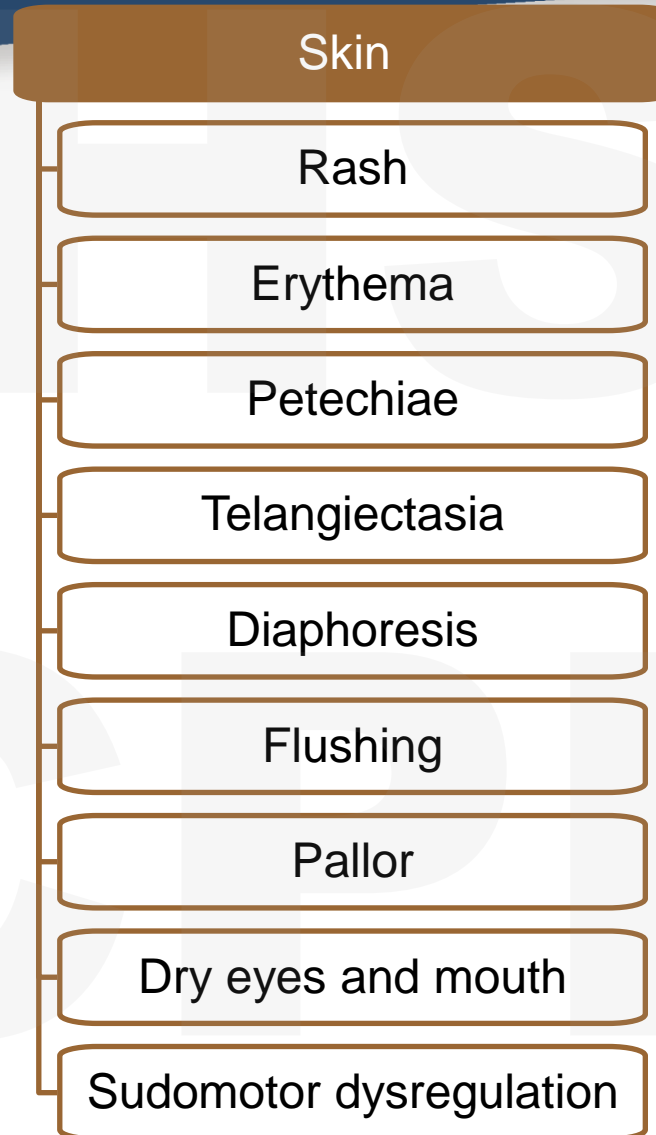 Skin
Rash
Erythema
Petechiae
Telangiectasia
Diaphoresis
Flushing
Pallor
Dry eyes and mouth
Sudomotor dysregulation